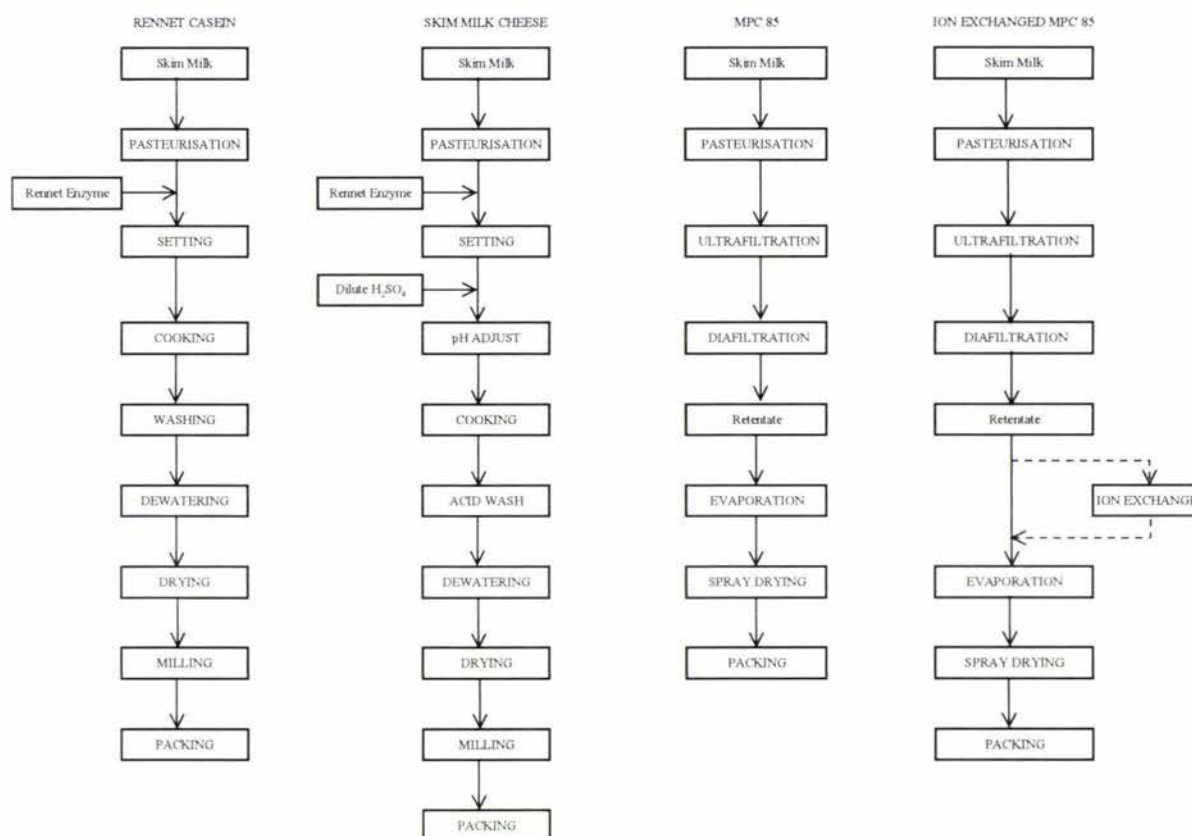 RENNET CASEIN
Skim Milk
PASTEURISATION
Rennet Enzyme
SETTING
COOKING
WASHING
DEWATERING
DRYING
MILLING
PACKING
SKIM MILK CHEESE
Skim Milk
PASTEURISATION
Rennet Enzyme
SETTING
Dilute H₂SO₄
pH ADJUST
COOKING
ACID WASH
DEWATERING
DRYING
MILLING
PACKING
MPC 85
Skim Milk
PASTEURISATION
ULTRAFILTRATION
DIAFILTRATION
Retentate
EVAPORATION
SPRAY DRYING
PACKING
ION EXCHANGED MPC 85
Skim Milk
PASTEURISATION
ULTRAFILTRATION
DIAFILTRATION
Retentate
ION EXCHANGE
EVAPORATION
SPRAY DRYING
PACKING